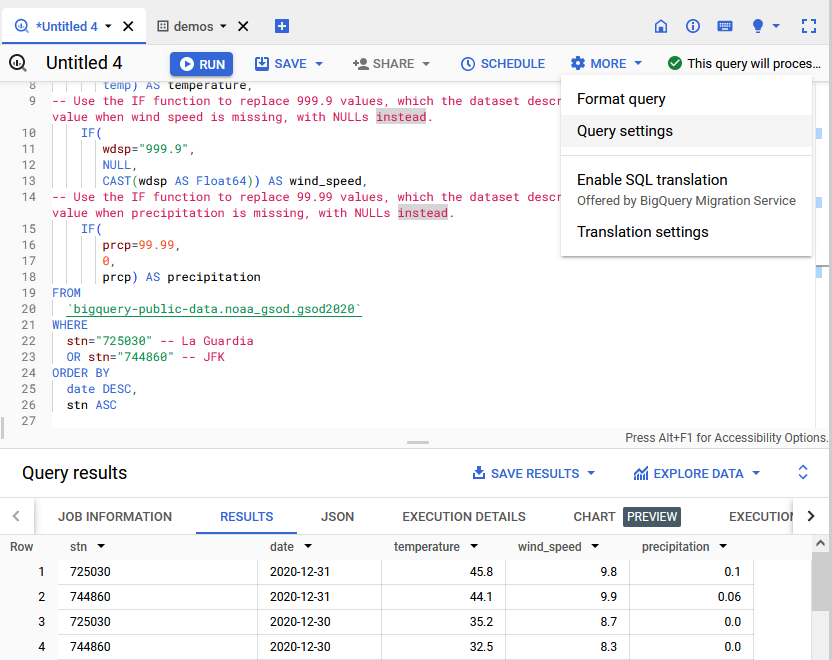 *Untitled 4
demos
Untitled 4
RUN
SAVE
SHARE
SCHEDULE
MORE
This query will proces...
Format query
Query settings
Enable SQL translation
Offered by BigQuery Migration Service
Translation settings
8 temp) AS temperature,
9 -- Use the IF function to replace 999.9 values, which the dataset descr
value when wind speed is missing, with NULLs instead.
10 IF(
11 wdsp="999.9",
12 NULL,
13 CAST(wdsp AS Float64)) AS wind_speed,
14 -- Use the IF function to replace 99.99 values, which the dataset descr
value when precipitation is missing, with NULLs instead.
15 IF(
16 prcp=99.99,
17 0,
18 prcp) AS precipitation
19 FROM
20 `bigquery-public-data.noaa_gsod.gsod2020`
21 WHERE
22 stn="725030" -- La Guardia
23 OR stn="744860" -- JFK
24 ORDER BY
25 date DESC,
26 stn ASC
27
Press Alt+F1 for Accessibility Options.
Query results
SAVE RESULTS
EXPLORE DATA
JOB INFORMATION RESULTS JSON EXECUTION DETAILS CHART PREVIEW EXECUTION
Row stn date temperature wind_speed precipitation
1 725030 2020-12-31 45.8 9.8 0.1
2 744860 2020-12-31 44.1 9.9 0.06
3 725030 2020-12-30 35.2 8.7 0.0
4 744860 2020-12-30 32.5 8.3 0.0